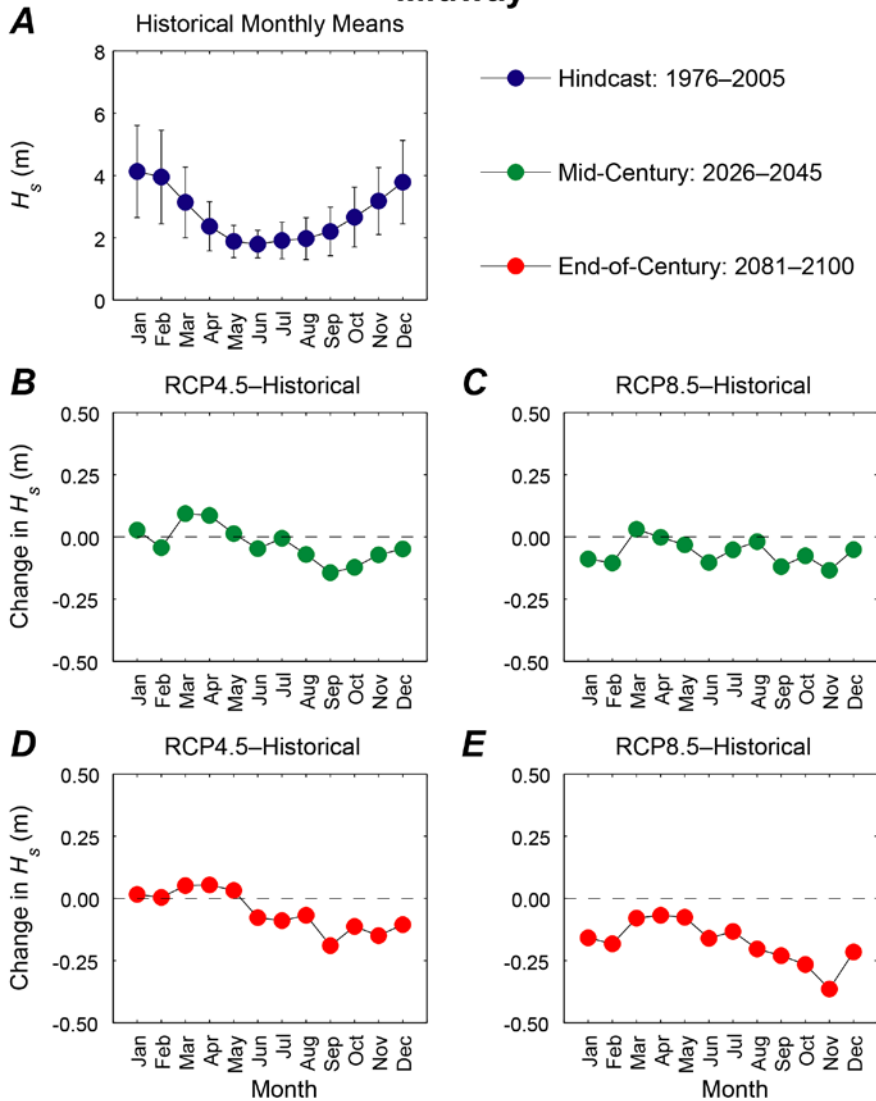 Midway
A Historical Monthly Means
8
6
4
2
0
H_s (m)
Jan Feb Mar Apr May Jun Jul Aug Sep Oct Nov Dec
Hindcast: 1976–2005
Mid-Century: 2026–2045
End-of-Century: 2081–2100
B RCP4.5–Historical
0.50
0.25
0.00
-0.25
-0.50
Change in H_s (m)
Jan Feb Mar Apr May Jun Jul Aug Sep Oct Nov Dec
C RCP8.5–Historical
0.50
0.25
0.00
-0.25
-0.50
Jan Feb Mar Apr May Jun Jul Aug Sep Oct Nov Dec
D RCP4.5–Historical
0.50
0.25
0.00
-0.25
-0.50
Change in H_s (m)
Jan Feb Mar Apr May Jun Jul Aug Sep Oct Nov Dec
Month
E RCP8.5–Historical
0.50
0.25
0.00
-0.25
-0.50
Jan Feb Mar Apr May Jun Jul Aug Sep Oct Nov Dec
Month